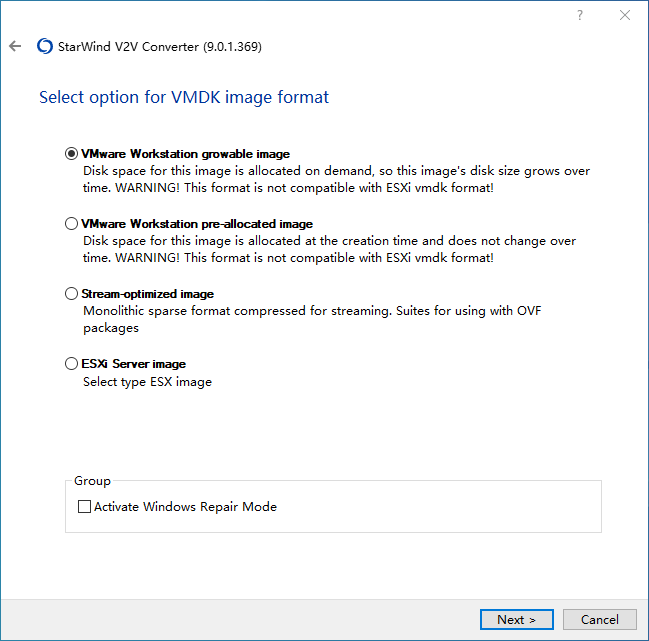 ?
StarWind V2V Converter (9.0.1.369)
Select option for VMDK image format
VMware Workstation growable image
Disk space for this image is allocated on demand, so this image's disk size grows over
time. WARNING! This format is not compatible with ESXi vmdk format!
VMware Workstation pre-allocated image
Disk space for this image is allocated at the creation time and does not change over
time. WARNING! This format is not compatible with ESXi vmdk format!
Stream-optimized image
Monolithic sparse format compressed for streaming. Suites for using with OVF
packages
ESXi Server image
Select type ESX image
Group
Activate Windows Repair Mode
Next >
Cancel